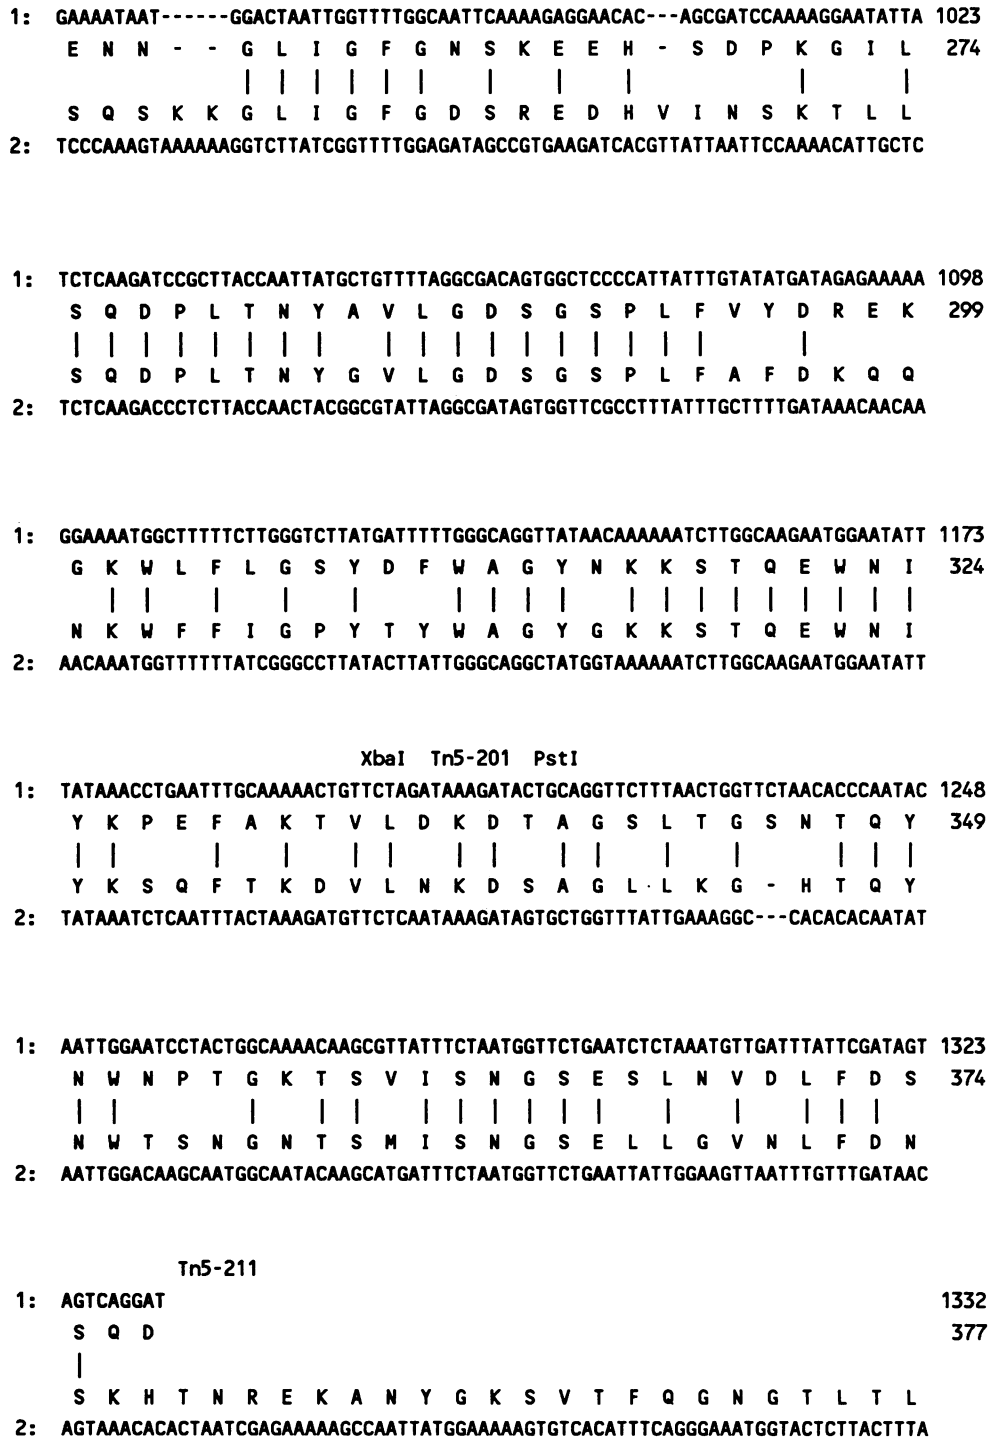 GAAAATAAT------GGACTAATTGGTTTTGGCAATTCAAAAGAGGAACAC---AGCGATCCAAAAGGAATATTA 1023
E N N - - G L I G F G N S K E E H - S D P K G I L 274
| | | | | | | | | | |
S Q S K K G L I G F G D S R E D H V I N S K T L L
2: TCCCAAAGTAAAAAAGGTCTTATCGGTTTTGGAGATAGCCGTGAAGATCACGTTATTAATTCCAAAACATTGCTC
1: TCTCAAGATCCGCTTACCAATTATGCTGTTTTAGGCGACAGTGGCTCCCCATTATTTGTATATGATAGAGAAAAA 1098
S Q D P L T N Y A V L G D S G S P L F V Y D R E K 299
| | | | | | | | | | | | | | | | | |
S Q D P L T N Y G V L G D S G S P L F A F D K Q Q
2: TCTCAAGACCCTCTTACCAACTACGGCGTATTAGGCGATAGTGGTTCGCCTTTATTTGCTTTTGATAAACAACAA
1: GGAAAATGGCTTTTTCTTGGGTCTTATGATTTTTGGGCAGGTTATAACAAAAAATCTTGGCAAGAATGGAATATT 1173
G K W L F L G S Y D F W A G Y N K K S T Q E W N I 324
| | | | | | | | | | | | | | | | | |
N K W F F I G P Y T Y W A G Y G K K S T Q E W N I
2: AACAAATGGTTTTTTATCGGGCCTTATACTTATTGGGCAGGCTATGGTAAAAAATCTTGGCAAGAATGGAATATT
XbaI Tn5-201 PstI
1: TATAAACCTGAATTTGCAAAAACTGTTCTAGATAAAGATACTGCAGGTTCTTTAACTGGTTCTAACACCCAATAC 1248
Y K P E F A K T V L D K D T A G S L T G S N T Q Y 349
| | | | | | | | | | | | | | |
Y K S Q F T K D V L N K D S A G L L K G - H T Q Y
2: TATAAATCTCAATTTACTAAAGATGTTCTCAATAAAGATAGTGCTGGTTTATTGAAAGGC---CACACACAATAT
1: AATTGGAATCCTACTGGCAAAACAAGCGTTATTTCTAATGGTTCTGAATCTCTAAATGTTGATTTATTCGATAGT 1323
N W N P T G K T S V I S N G S E S L N V D L F D S 374
| | | | | | | | | | | | | | | |
N W T S N G N T S M I S N G S E L L G V N L F D N
2: AATTGGACAAGCAATGGCAATACAAGCATGATTTCTAATGGTTCTGAATTATTGGAAGTTAATTTGTTTGATAAC
Tn5-211
1: AGTCAGGAT 1332
S Q D 377
|
S K H T N R E K A N Y G K S V T F Q G N G T L T L
2: AGTAAACACACTAATCGAGAAAAAGCCAATTATGGAAAAAGTGTCACATTTCAGGGAAATGGTACTCTTACTTTA